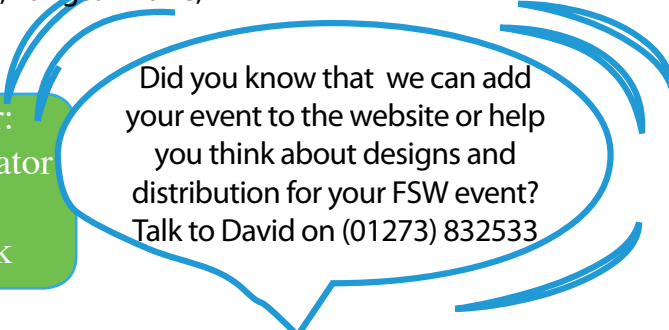 Did you know that  we can add
your event to the website or help
you think about designs and
distribution for your FSW event?
Talk to David on (01273) 832533